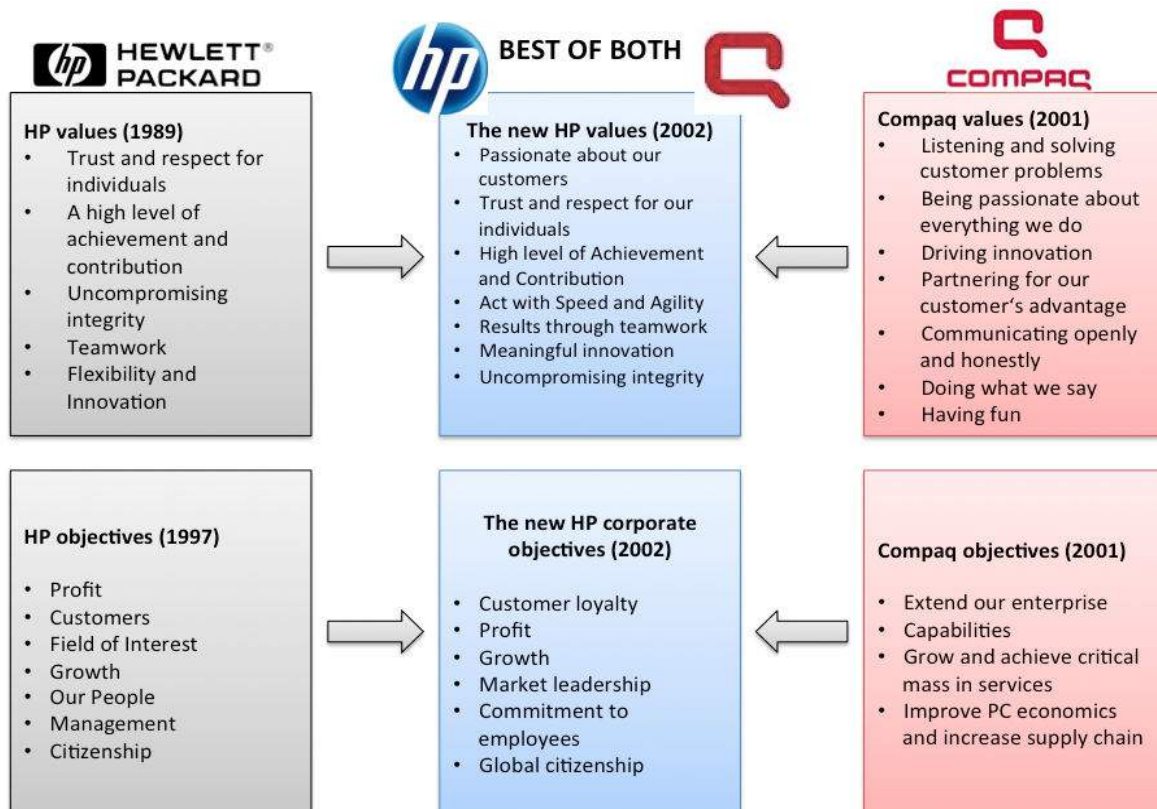 hp HEWLETT®
PACKARD
hp BEST OF BOTH
COMPAQ
HP values (1989)
• Trust and respect for
individuals
• A high level of
achievement and
contribution
• Uncompromising
integrity
• Teamwork
• Flexibility and
Innovation
The new HP values (2002)
• Passionate about our
customers
• Trust and respect for our
individuals
• High level of Achievement
and Contribution
• Act with Speed and Agility
• Results through teamwork
• Meaningful innovation
• Uncompromising integrity
Compaq values (2001)
• Listening and solving
customer problems
• Being passionate about
everything we do
• Driving innovation
• Partnering for our
customer‘s advantage
• Communicating openly
and honestly
• Doing what we say
• Having fun
HP objectives (1997)
• Profit
• Customers
• Field of Interest
• Growth
• Our People
• Management
• Citizenship
The new HP corporate
objectives (2002)
• Customer loyalty
• Profit
• Growth
• Market leadership
• Commitment to
employees
• Global citizenship
Compaq objectives (2001)
• Extend our enterprise
• Capabilities
• Grow and achieve critical
mass in services
• Improve PC economics
and increase supply chain